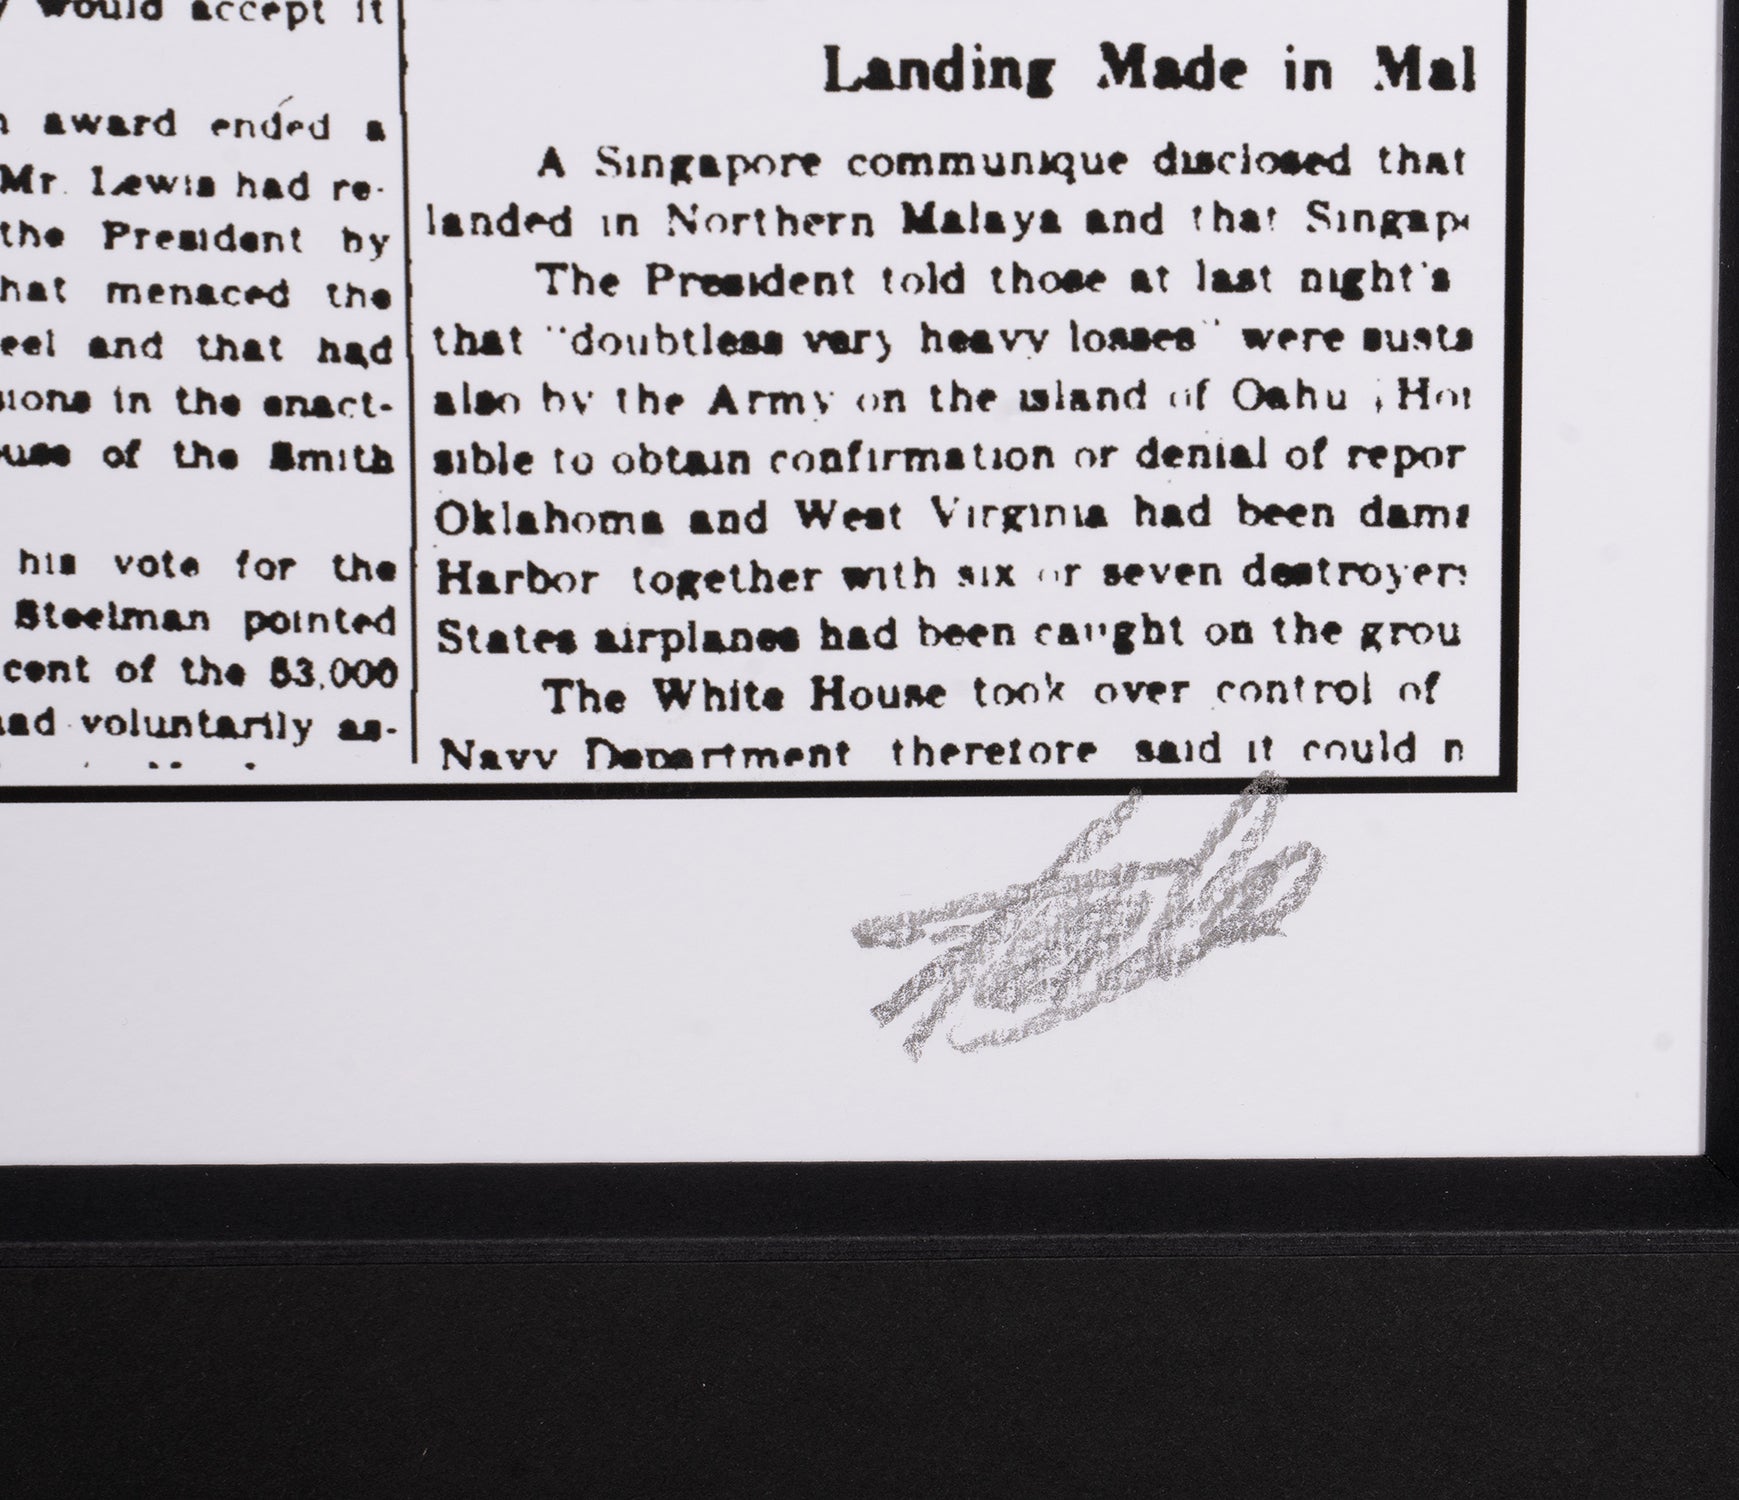 would accept it
award ended a
Mr. Lewis had re-
the President by
hat menaced the
eel and that had
ions in the enact-
use of the Smith
his vote for the
Steelman pointed
cent of the 53,000
ad voluntarily as-
Landing Made in Mal
A Singapore communique disclosed that
landed in Northern Malaya and that Singap
The President told those at last night's
that "doubtless very heavy losses" were susta
also by the Army on the island of Oahu
sible to obtain confirmation or denial of repor
Oklahoma and West Virginia had been dama
Harbor together with six or seven destroyers
States airplanes had been caught on the grou
The White House took over control of
Navy Department therefore said it could n